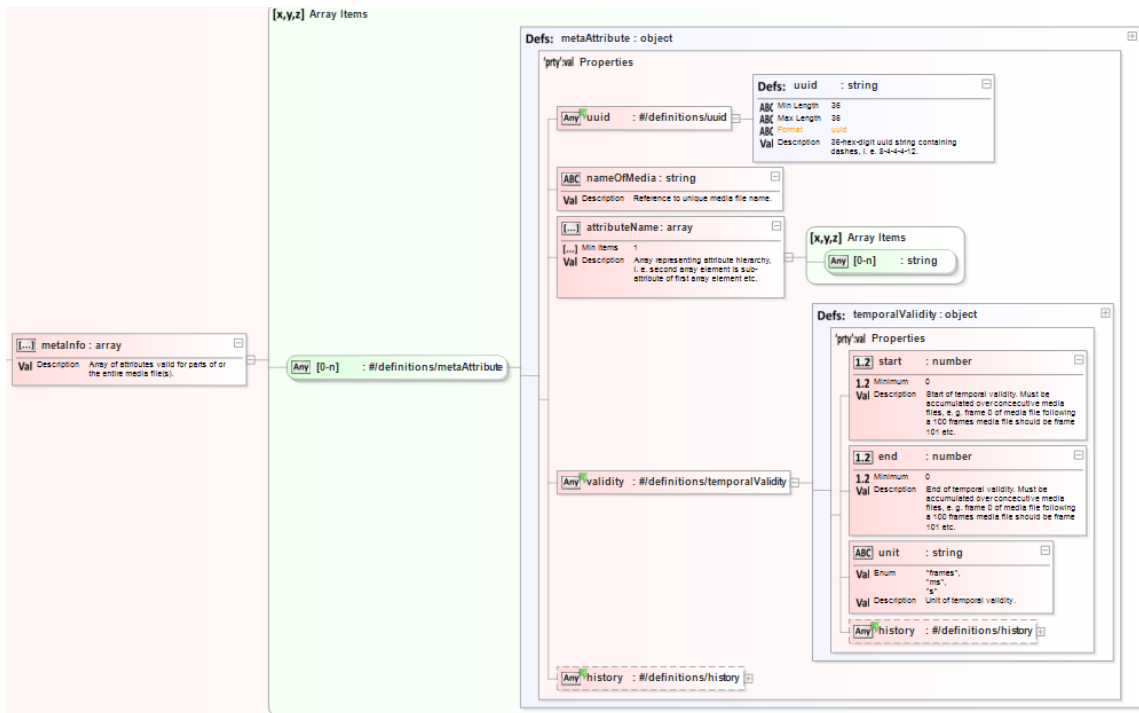 [x,y,z] Array Items
Defs: metaAttribute : object
'prty':val Properties
Any uuid : #/definitions/uuid
Defs: uuid : string
ABC Min Length 36
ABC Max Length 36
ABC Format uuid
Val Description 36-hex-digit uuid string containing
dashes, i. e. 8-4-4-4-12.
ABC nameOfMedia : string
Val Description Reference to unique media file name.
[...] attributeName: array
[...] Min Items 1
Val Description Array representing attribute hierarchy,
i. e. second array element is sub-
attribute of first array element etc.
[x,y,z] Array Items
Any [0-n] : string
[...] metaInfo : array
Val Description Array of attributes valid for parts of or
the entire media file(s).
Any [0-n] : #/definitions/metaAttribute
Any validity : #/definitions/temporalValidity
Defs: temporalValidity : object
'prty':val Properties
1.2 start : number
1.2 Minimum 0
Val Description Start of temporal validity. Must be
accumulated over concecutive media
files, e. g. frame 0 of media file following
a 100 frames media file should be frame
101 etc.
1.2 end : number
1.2 Minimum 0
Val Description End of temporal validity. Must be
accumulated over concecutive media
files, e. g. frame 0 of media file following
a 100 frames media file should be frame
101 etc.
ABC unit : string
Val Enum "frames",
"ms",
"s"
Val Description Unit of temporal validity.
Any history : #/definitions/history
Any history : #/definitions/history